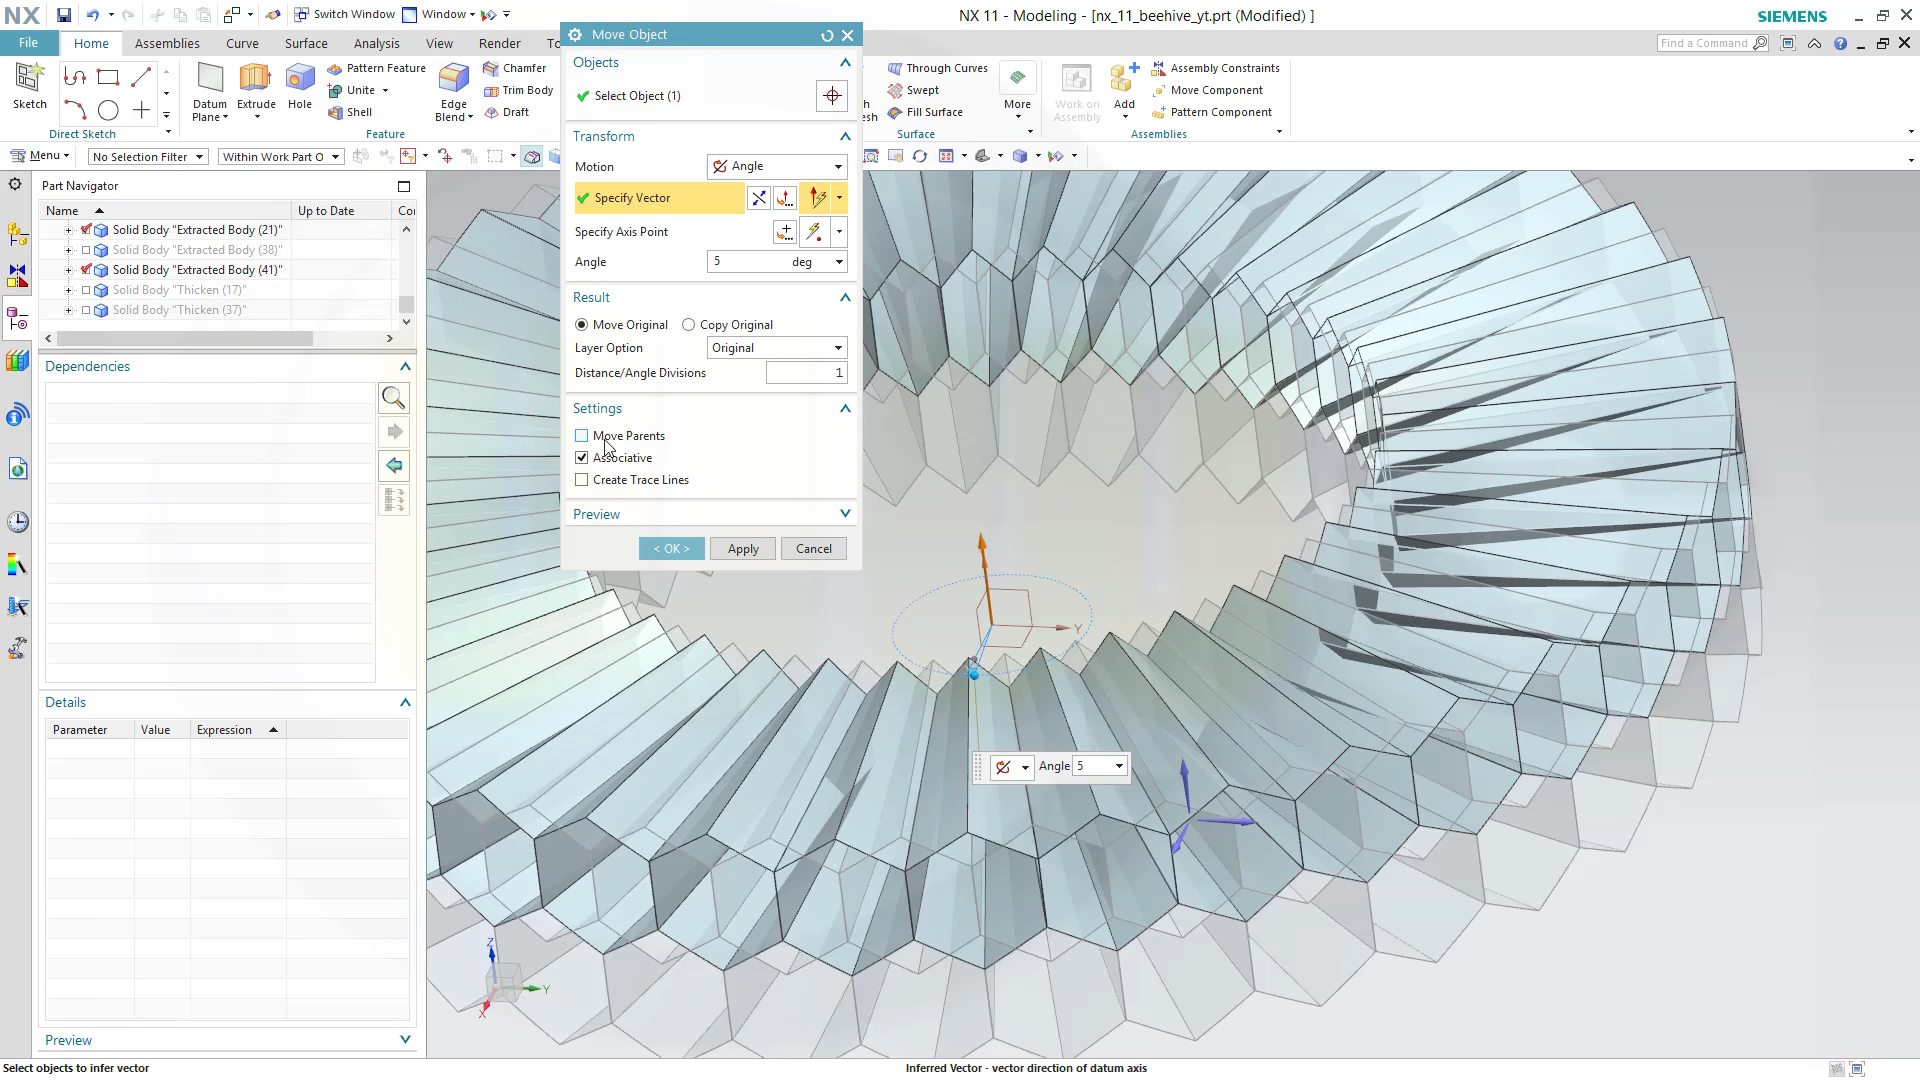 NX
Switch Window
Window
NX 11 - Modeling - [nx_11_beehive_yt.prt (Modified) ]
SIEMENS
File
Home
Assemblies
Curve
Surface
Analysis
View
Render
Find a Command
Sketch
Direct Sketch
Datum Plane
Extrude
Hole
Pattern Feature
Unite
Shell
Edge Blend
Chamfer
Trim Body
Draft
Feature
Through Curves
Swept
Fill Surface
More
Surface
Work on Assembly
Add
Assembly Constraints
Move Component
Pattern Component
Assemblies
Menu
No Selection Filter
Within Work Part O
Part Navigator
Name
Up to Date
Solid Body "Extracted Body (21)"
Solid Body "Extracted Body (38)"
Solid Body "Extracted Body (41)"
Solid Body "Thicken (17)"
Solid Body "Thicken (37)"
Dependencies
Details
Parameter
Value
Expression
Preview
Move Object
Objects
Select Object (1)
Transform
Motion
Angle
Specify Vector
Specify Axis Point
Angle
5
deg
Result
Move Original
Copy Original
Layer Option
Original
Distance/Angle Divisions
1
Settings
Move Parents
Associative
Create Trace Lines
Preview
< OK >
Apply
Cancel
Y
Angle 5
Z
Y
X
Select objects to infer vector
Inferred Vector - vector direction of datum axis